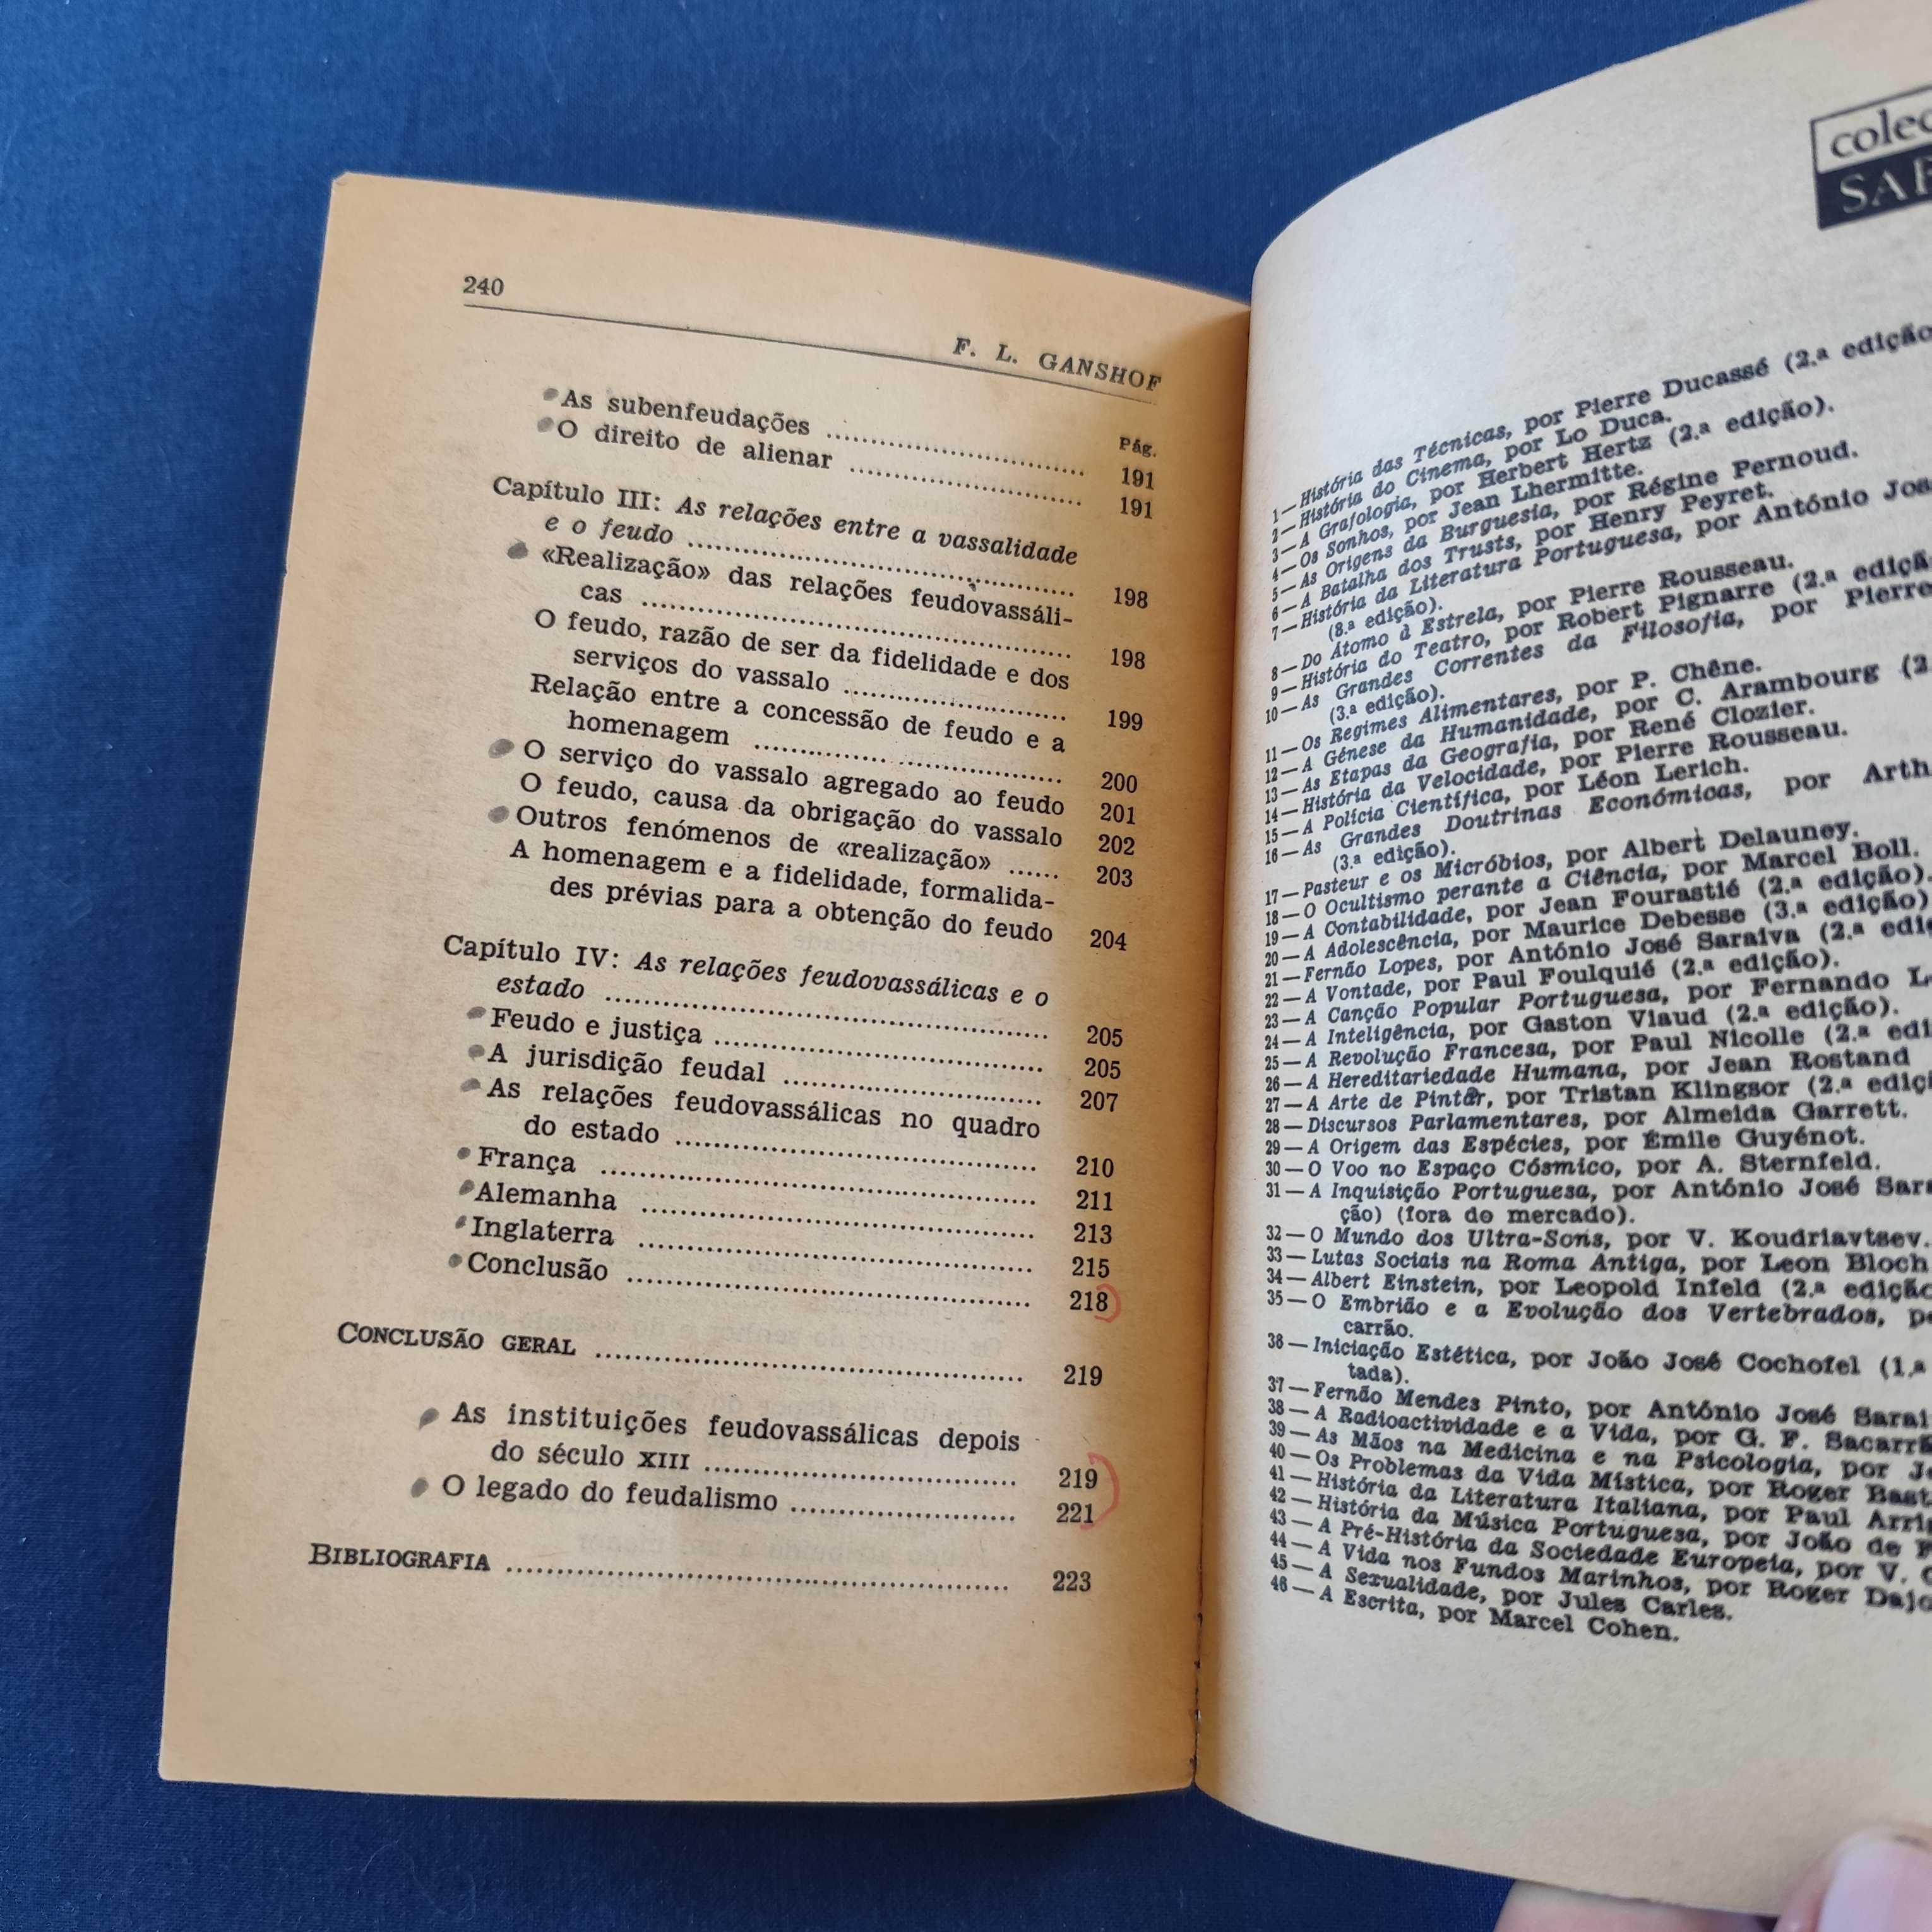 240
F. L. GANSHOF
Pág.
As subenfeudações ........ 191
O direito de alienar ........ 191
Capítulo III: As relações entre a vassalidade
e o feudo ........ 198
«Realização» das relações feudovassáli-
cas ........ 198
O feudo, razão de ser da fidelidade e dos
serviços do vassalo ........ 199
Relação entre a concessão de feudo e a
homenagem ........ 200
O serviço do vassalo agregado ao feudo 201
O feudo, causa da obrigação do vassalo 202
Outros fenómenos de «realização» ...... 203
A homenagem e a fidelidade, formalida-
des prévias para a obtenção do feudo 204
Capítulo IV: As relações feudovassálicas e o
estado ........ 205
Feudo e justiça ........ 205
A jurisdição feudal ........ 207
As relações feudovassálicas no quadro
do estado ........ 210
França ........ 211
Alemanha ........ 213
Inglaterra ........ 215
Conclusão ........ 218
CONCLUSÃO GERAL ........ 219
As instituições feudovassálicas depois
do século XIII ........ 219
O legado do feudalismo ........ 221
BIBLIOGRAFIA ........ 223
1—História das Técnicas, por Pierre Ducassé (2.ª edição
2—História do Cinema, por Lo Duca.
3—A Grafologia, por Herbert Hertz (2.ª edição).
4—Os Sonhos, por Jean Lhermitte.
5—As Origens da Burguesia, por Régine Pernoud.
6—A Batalha dos Trusts, por Henry Peyret.
7—História da Literatura Portuguesa, por António
(8.ª edição).
8—Do Átomo à Estrela, por Pierre Rousseau.
9—História do Teatro, por Robert Pignarre (2.ª
10—As Grandes Correntes da Filosofia, por Pierre
(3.ª edição).
11—Os Regimes Alimentares, por P. Chêne.
12—A Génese da Humanidade, por C. Arambourg (2
13—As Etapas da Geografia, por René Clozier.
14—História da Velocidade, por Pierre Rousseau.
15—A Polícia Científica, por Léon Lerich.
16—As Grandes Doutrinas Económicas, por
(3.ª edição).
17—Pasteur e os Micróbios, por Albert Delauney.
18—O Ocultismo perante a Ciência, por Marcel Boll.
19—A Contabilidade, por Jean Fourastié (2.ª edição).
20—A Adolescência, por Maurice Debesse (3.ª edição)
21—Fernão Lopes, por António José Saraiva (2.ª
22—A Vontade, por Paul Foulquié (2.ª edição).
23—A Canção Popular Portuguesa, por Fernando
24—A Inteligência, por Gaston Viaud (2.ª edição).
25—A Revolução Francesa, por Paul Nicolle (2.ª
26—A Hereditariedade Humana, por Jean Rostand
27—A Arte de Pintar, por Tristan Klingsor (2.ª
28—Discursos Parlamentares, por Almeida Garrett.
29—A Origem das Espécies, por Émile Guyénot.
30—O Voo no Espaço Cósmico, por A. Sternfeld.
31—A Inquisição Portuguesa, por António José
ção) (fora do mercado).
32—O Mundo dos Ultra-Sons, por V. Koudriavtsev.
33—Lutas Sociais na Roma Antiga, por Leon Bloch
34—Albert Einstein, por Leopold Infeld (2.ª edição
35—O Embrião e a Evolução dos Vertebrados,
carrão.
36—Iniciação Estética, por João José Cochofel (1.ª
tada).
37—Fernão Mendes Pinto, por António José
38—A Radioactividade e a Vida, por G. F.
39—As Mãos na Medicina e na Psicologia, por
40—Os Problemas da Vida Mística, por Roger
41—História da Literatura Italiana, por Paul
42—História da Música Portuguesa, por João de
43—A Pré-História da Sociedade Europeia, por V.
44—A Vida nos Fundos Marinhos, por Roger
45—A Sexualidade, por Jules Carles.
46—A Escrita, por Marcel Cohen.